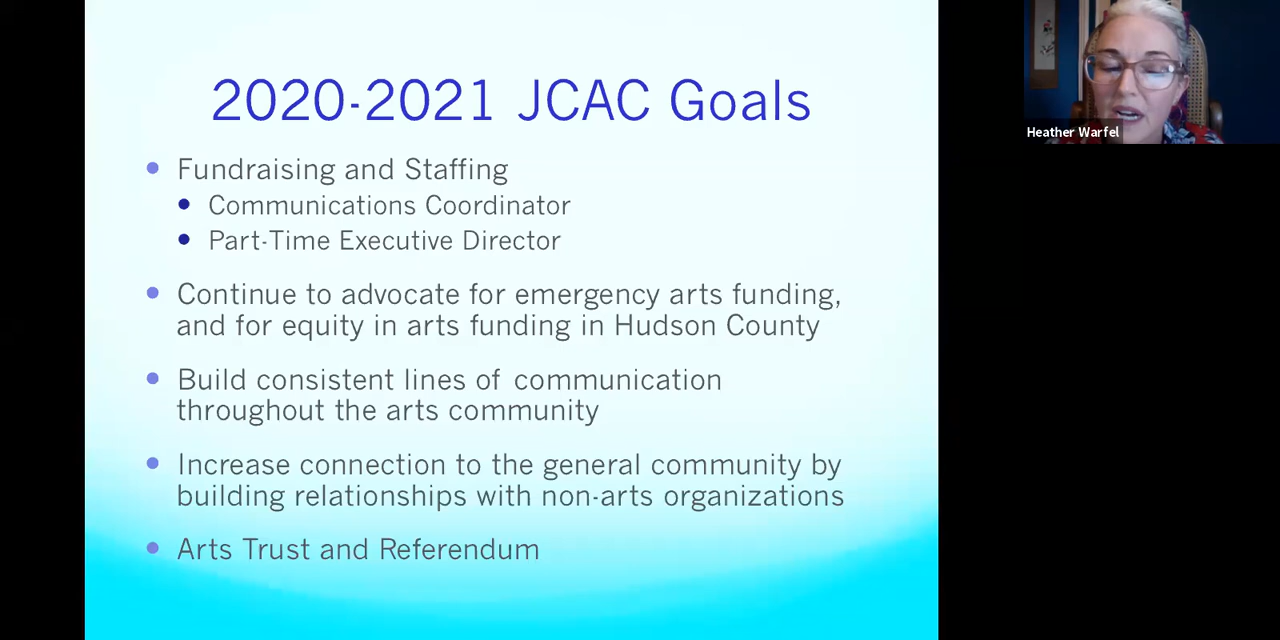 2020-2021 JCAC Goals
Fundraising and Staffing
Communications Coordinator
Part-Time Executive Director
Continue to advocate for emergency arts funding,
and for equity in arts funding in Hudson County
Build consistent lines of communication
throughout the arts community
Increase connection to the general community by
building relationships with non-arts organizations
Arts Trust and Referendum
Heather Warfel